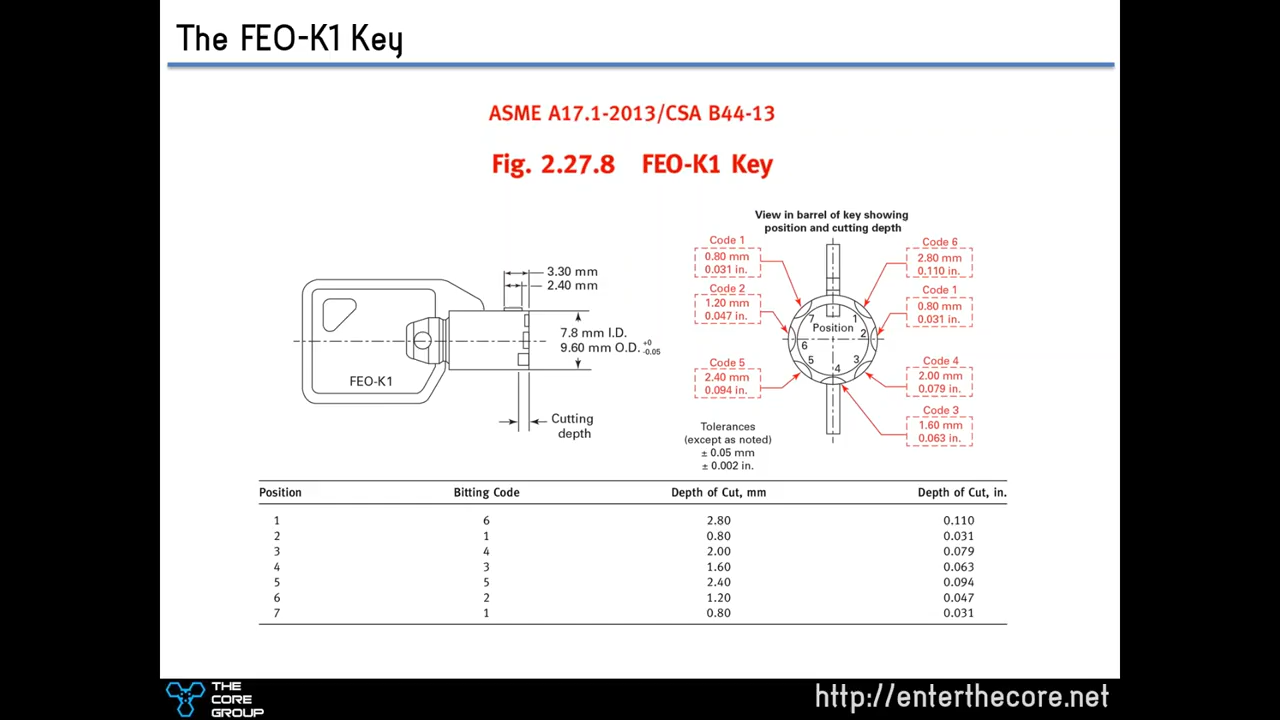 The FEO-K1 Key
ASME A17.1-2013/CSA B44-13
Fig. 2.27.8 FEO-K1 Key
3.30 mm
2.40 mm
7.8 mm I.D.
9.60 mm O.D. +0 -0.05
FEO-K1
Cutting
depth
View in barrel of key showing
position and cutting depth
Code 1
0.80 mm
0.031 in.
Code 2
1.20 mm
0.047 in.
Code 5
2.40 mm
0.094 in.
Code 6
2.80 mm
0.110 in.
Code 1
0.80 mm
0.031 in.
Code 4
2.00 mm
0.079 in.
Code 3
1.60 mm
0.063 in.
Position
1
2
3
4
5
6
7
Tolerances
(except as noted)
± 0.05 mm
± 0.002 in.
Position Bitting Code Depth of Cut, mm Depth of Cut, in.
1 6 2.80 0.110
2 1 0.80 0.031
3 4 2.00 0.079
4 3 1.60 0.063
5 5 2.40 0.094
6 2 1.20 0.047
7 1 0.80 0.031
THE
CORE
GROUP
http://enterthecore.net